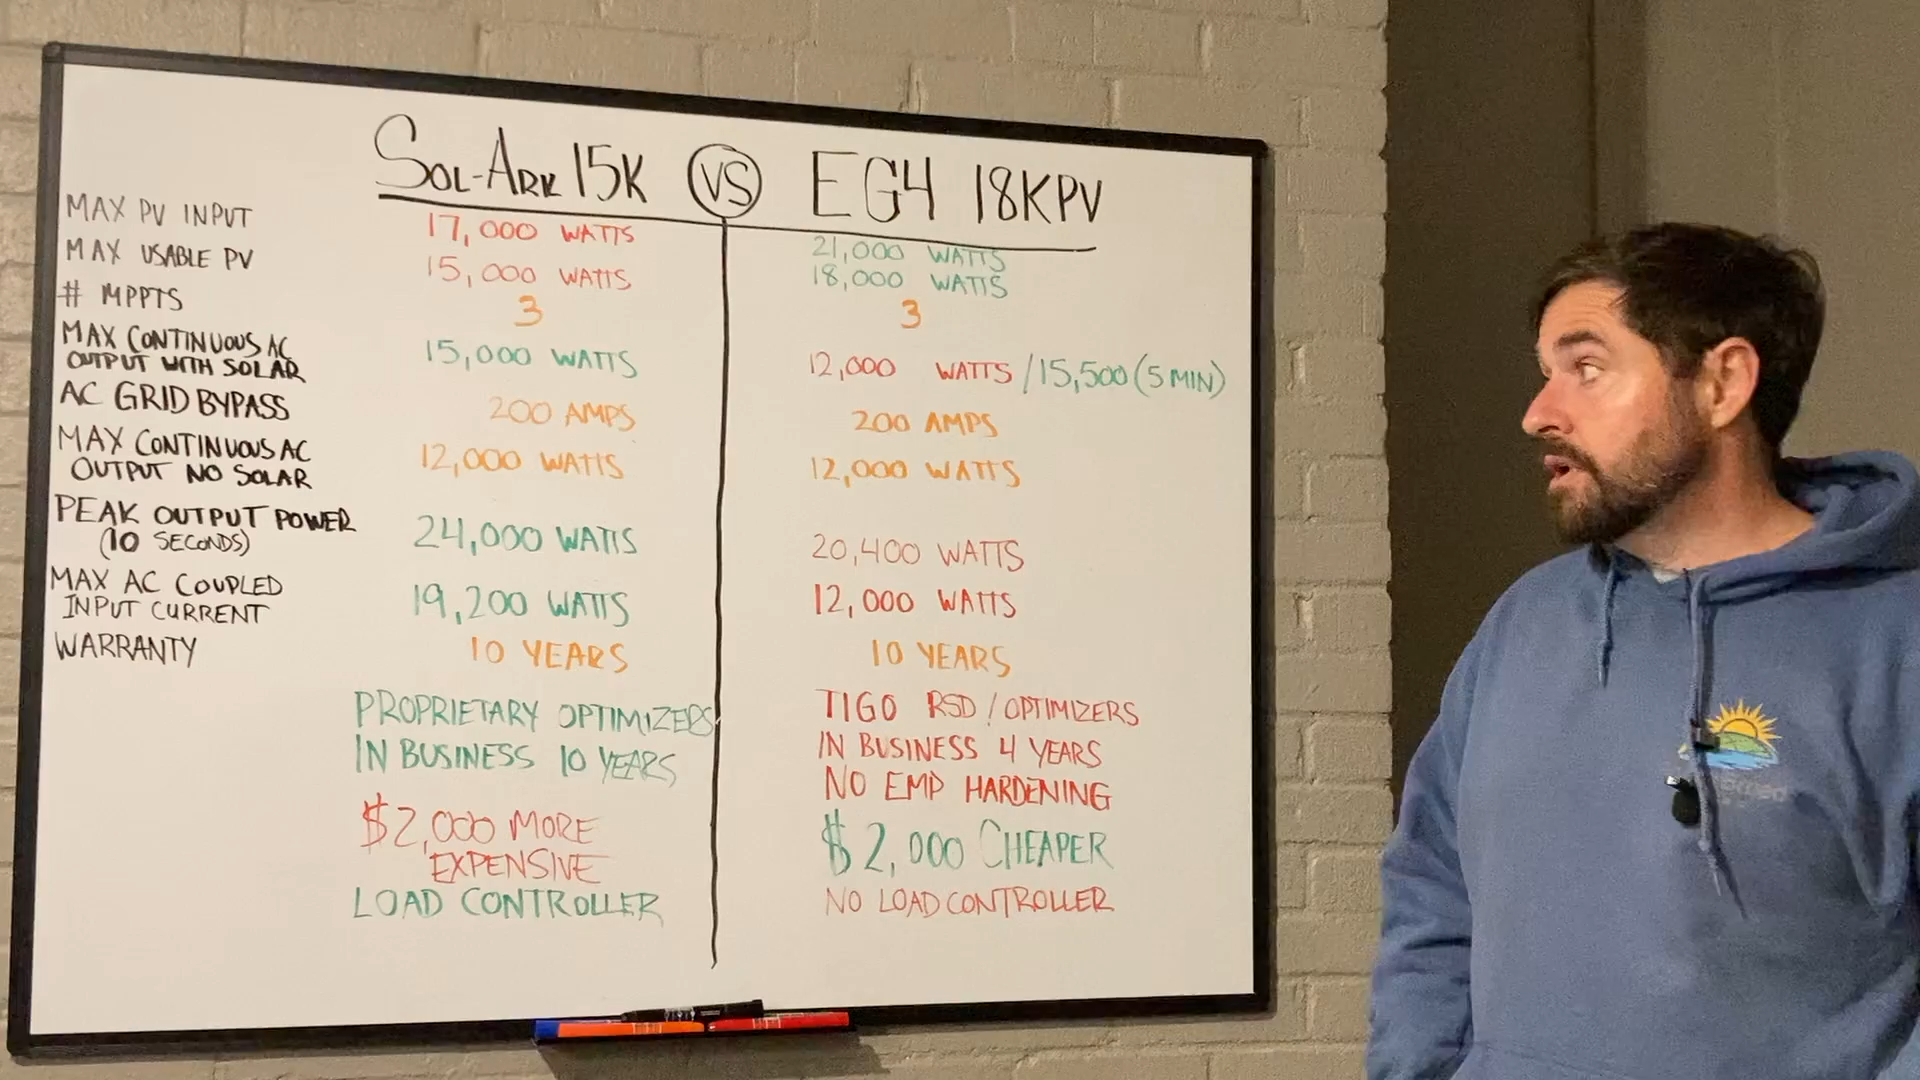 SOL-ARK 15K VS EG4 18KPV
MAX PV INPUT 17,000 WATTS 21,000 WATTS
MAX USABLE PV 15,000 WATTS 18,000 WATTS
# MPPTS 3 3
MAX CONTINUOUS AC
OUTPUT WITH SOLAR 15,000 WATTS 12,000 WATTS / 15,500 (5 MIN)
AC GRID BYPASS 200 AMPS 200 AMPS
MAX CONTINUOUS AC
OUTPUT NO SOLAR 12,000 WATTS 12,000 WATTS
PEAK OUTPUT POWER
(10 SECONDS) 24,000 WATTS 20,400 WATTS
MAX AC COUPLED
INPUT CURRENT 19,200 WATTS 12,000 WATTS
WARRANTY 10 YEARS 10 YEARS
PROPRIETARY OPTIMIZERS TIGO RSD / OPTIMIZERS
IN BUSINESS 10 YEARS IN BUSINESS 4 YEARS
NO EMP HARDENING
$2,000 MORE
EXPENSIVE
$2,000 CHEAPER
LOAD CONTROLLER NO LOAD CONTROLLER